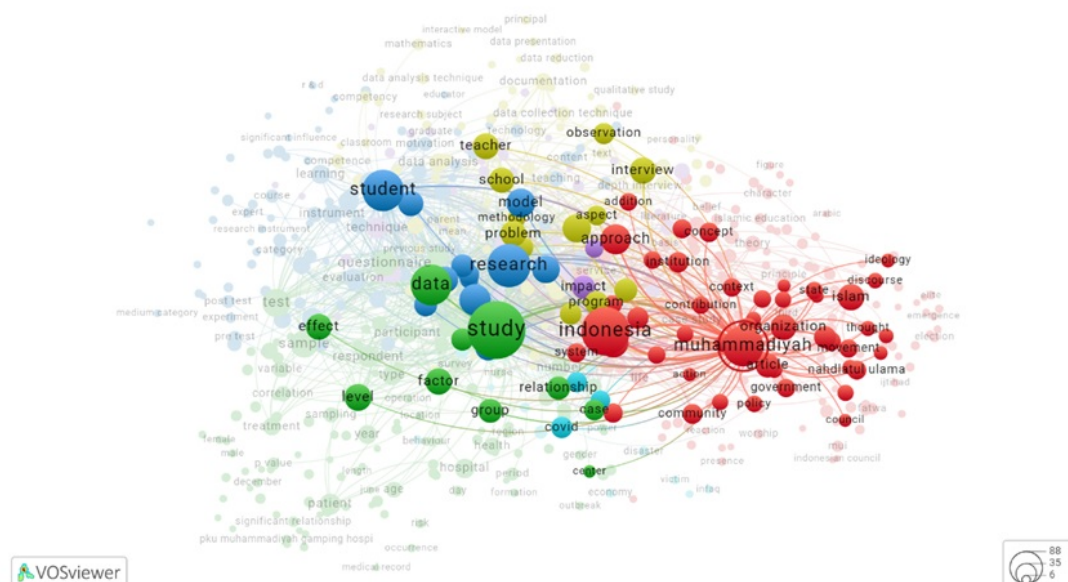 principal
interactive model
mathematics
data presentation
data reduction
data analysis technique
documentation
r & d
competency
educator
qualitative study
research subject
data collection technique
graduate
technology
significant influence
classroom
motivation
teacher
observation
personality
content
text
competence
data analysis
learning
school
teaching
interview
figure
depth interview
student
character
course
model
addition
belief
expert
instrument
parent
methodology
aspect
literature
islamic education
arabic
research instrument
technique
mean
problem
approach
concept
category
previous study
basis
theory
questionnaire
research
institution
ideology
evaluation
service
principle
data
impact
context
state
discourse
post test
test
program
contribution
islam
elite
medium category
effect
participant
study
indonesia
organization
thought
emergence
pre test
sample
muhammadiyah
movement
election
respondent
survey
system
article
variable
type
nurse
number
life
action
nahdlatul ulama
factor
relationship
government
ijtihad
correlation
level
operation
sampling
location
group
case
community
policy
fatwa
treatment
year
region
covid
power
reaction
worship
council
female
behaviour
health
mui
male
gender
disaster
indonesian council
p value
length
hospital
period
presence
december
victim
june
age
day
formation
center
economy
infaq
patient
outbreak
significant relationship
risk
pku muhammadiyah gamping hospi
occurrence
medical record
VOSviewer
88
35
6